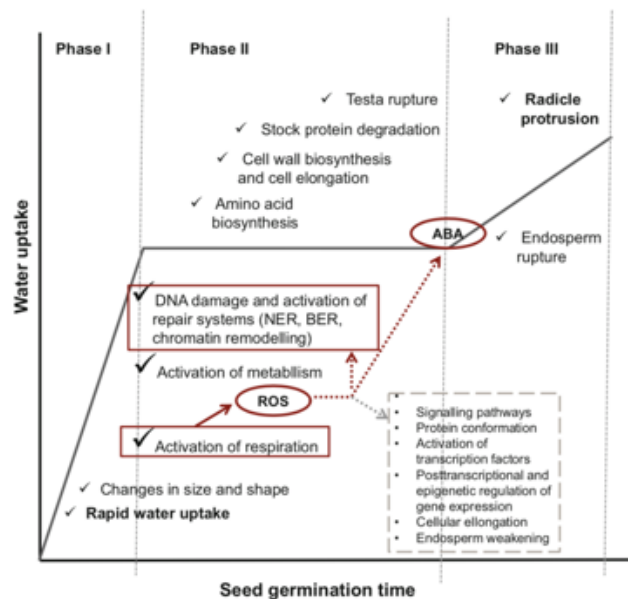 Phase I
Phase II
Phase III
✓ Testa rupture
✓ Stock protein degradation
✓ Cell wall biosynthesis
and cell elongation
✓ Amino acid
biosynthesis
✓ Radicle
protrusion
ABA
✓ Endosperm
rupture
✓ DNA damage and activation of
repair systems (NER, BER,
chromatin remodelling)
✓ Activation of metabllism
ROS
✓ Activation of respiration
•
• Signalling pathways
• Protein conformation
• Activation of
transcription factors
• Posttranscriptional and
epigenetic regulation of
gene expression
• Cellular ellongation
• Endosperm weakening
✓ Changes in size and shape
✓ Rapid water uptake
Water uptake
Seed germination time